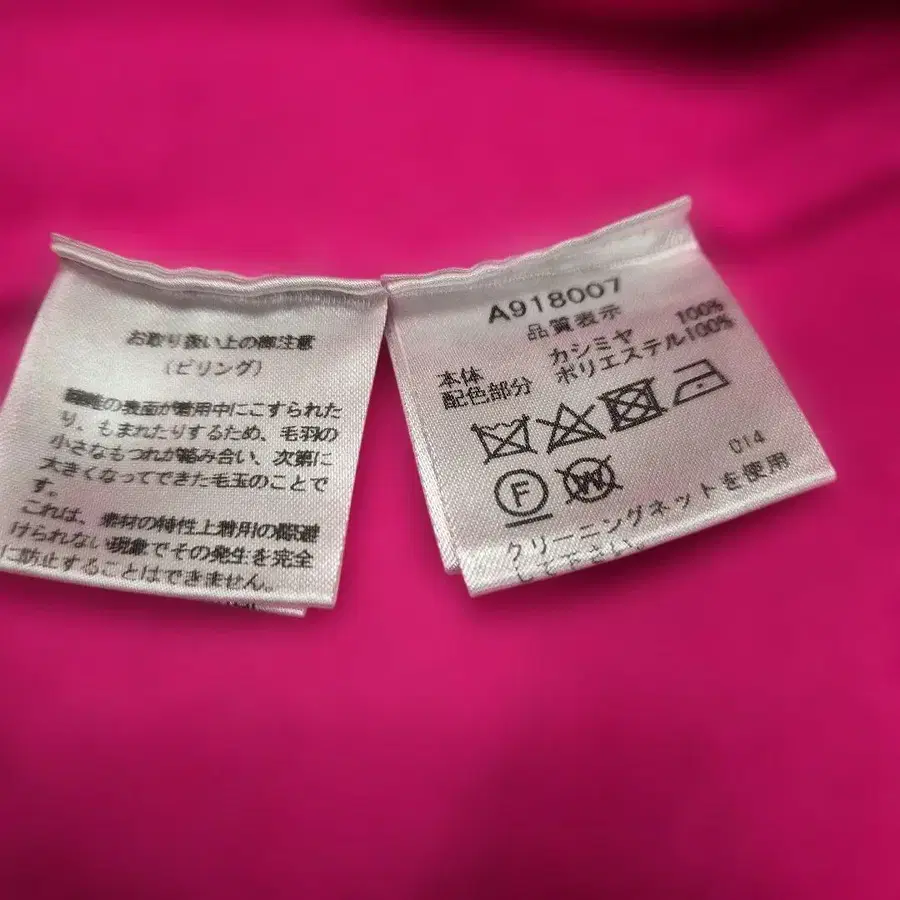 お取り扱い上の御注意
(ピリング)
の表面が着用中にこすられた
り、もまれたりするため、毛羽の
小さなもつれが絡み合い、次第に
大きくなってできた毛玉のことで
す。
これは、素材の特性上着用の際避
けられない現象でその発生を完全
に防止することはできません。
A918007
品質表示
本体 カシミヤ 100%
配色部分 ポリエステル100%
F W
014
クリーニングネットを使用
して下さい。